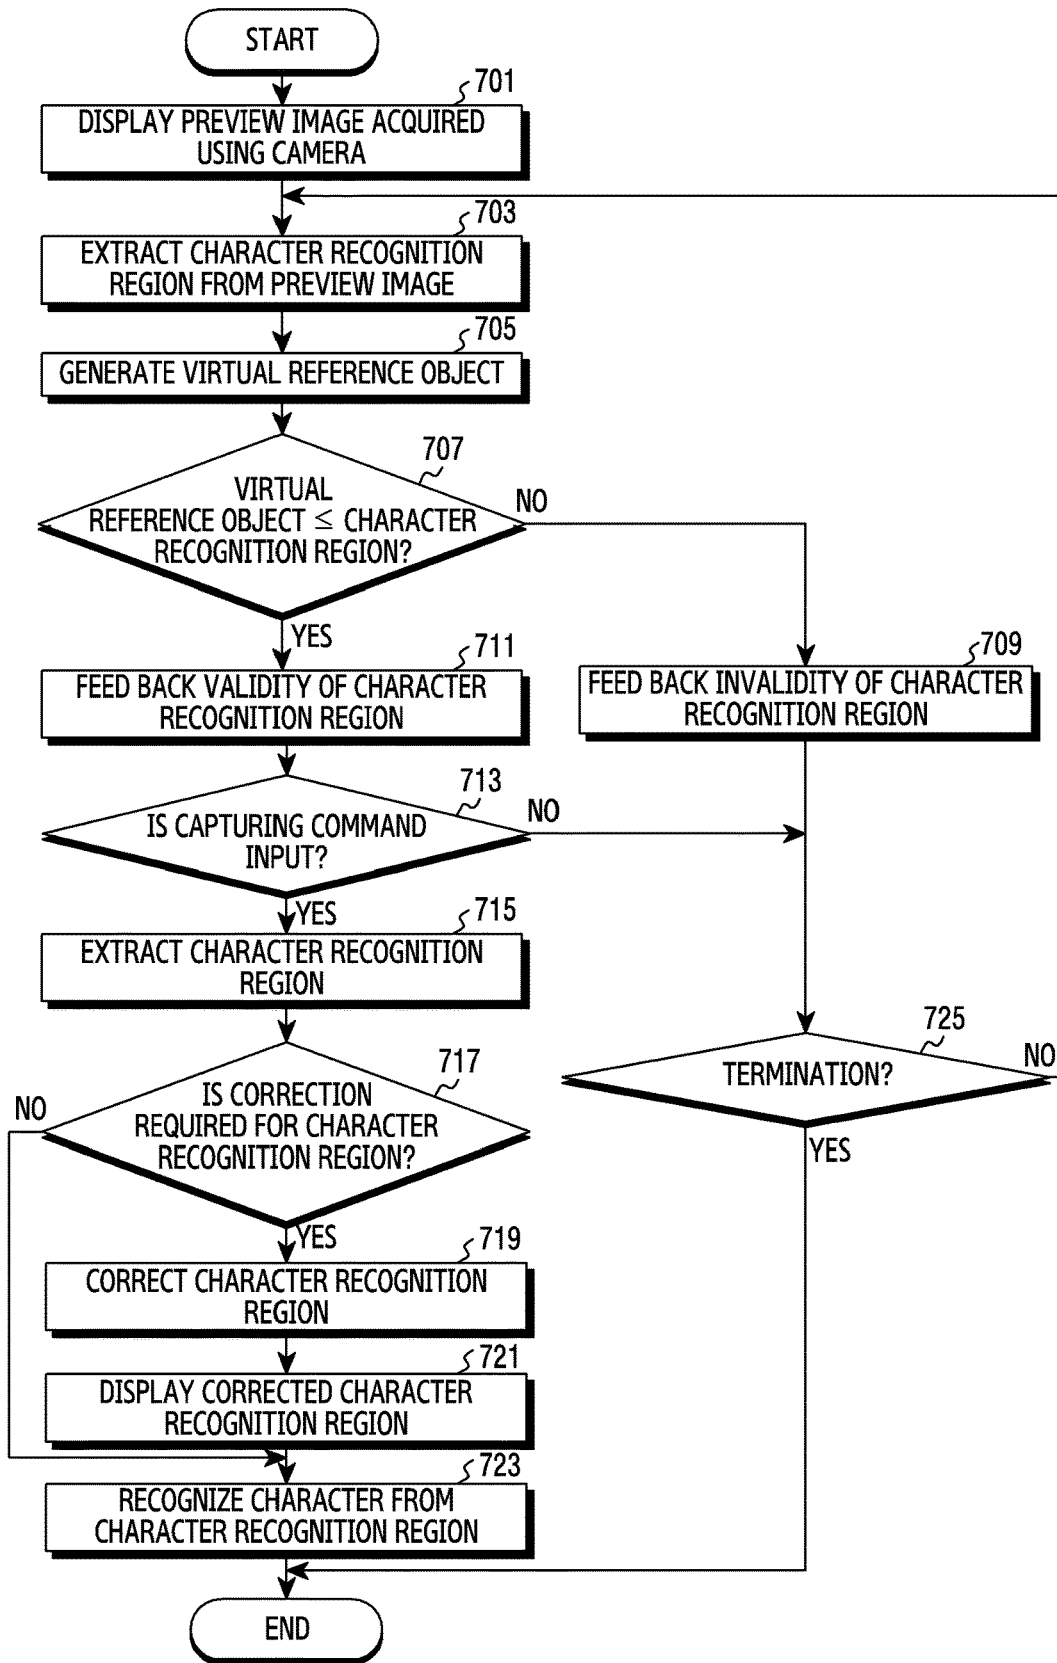 START
701
DISPLAY PREVIEW IMAGE ACQUIRED
USING CAMERA
703
EXTRACT CHARACTER RECOGNITION
REGION FROM PREVIEW IMAGE
705
GENERATE VIRTUAL REFERENCE OBJECT
707
VIRTUAL
REFERENCE OBJECT ≤ CHARACTER
RECOGNITION REGION?
NO
YES
711
FEED BACK VALIDITY OF CHARACTER
RECOGNITION REGION
709
FEED BACK INVALIDITY OF CHARACTER
RECOGNITION REGION
713
IS CAPTURING COMMAND
INPUT?
NO
YES
715
EXTRACT CHARACTER RECOGNITION
REGION
717
IS CORRECTION
REQUIRED FOR CHARACTER
RECOGNITION REGION?
NO
YES
725
TERMINATION?
NO
YES
719
CORRECT CHARACTER RECOGNITION
REGION
721
DISPLAY CORRECTED CHARACTER
RECOGNITION REGION
723
RECOGNIZE CHARACTER FROM
CHARACTER RECOGNITION REGION
END